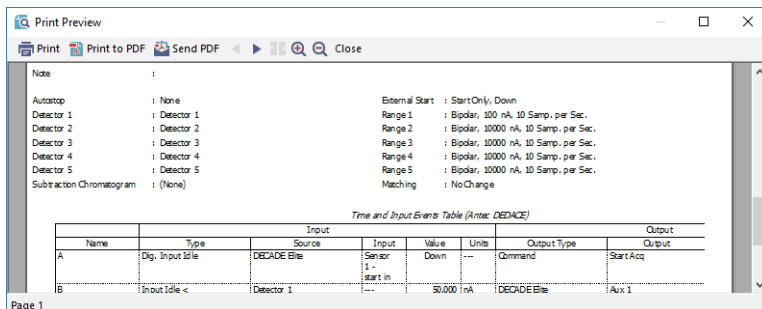 Print Preview
Print Print to PDF Send PDF Close
Note :
Autostop : None External Start : Start Only, Down
Detector 1 : Detector 1 Range 1 : Bipolar, 100 nA, 10 Samp. per Sec.
Detector 2 : Detector 2 Range 2 : Bipolar, 10000 nA, 10 Samp. per Sec.
Detector 3 : Detector 3 Range 3 : Bipolar, 10000 nA, 10 Samp. per Sec.
Detector 4 : Detector 4 Range 4 : Bipolar, 10000 nA, 10 Samp. per Sec.
Detector 5 : Detector 5 Range 5 : Bipolar, 10000 nA, 10 Samp. per Sec.
Subtraction Chromatogram : (None) Matching : No Change
Time and Input Events Table (Antec DEDACE)
Input Output
Name Type Source Input Value Units Output Type Output
A Dig. Input Idle DECADE Elite Sensor Down --- Command Start Acq
1 -
start in
B Input Idle < Detector 1 --- 50.000 nA DECADE Elite Aux 1
Page 1